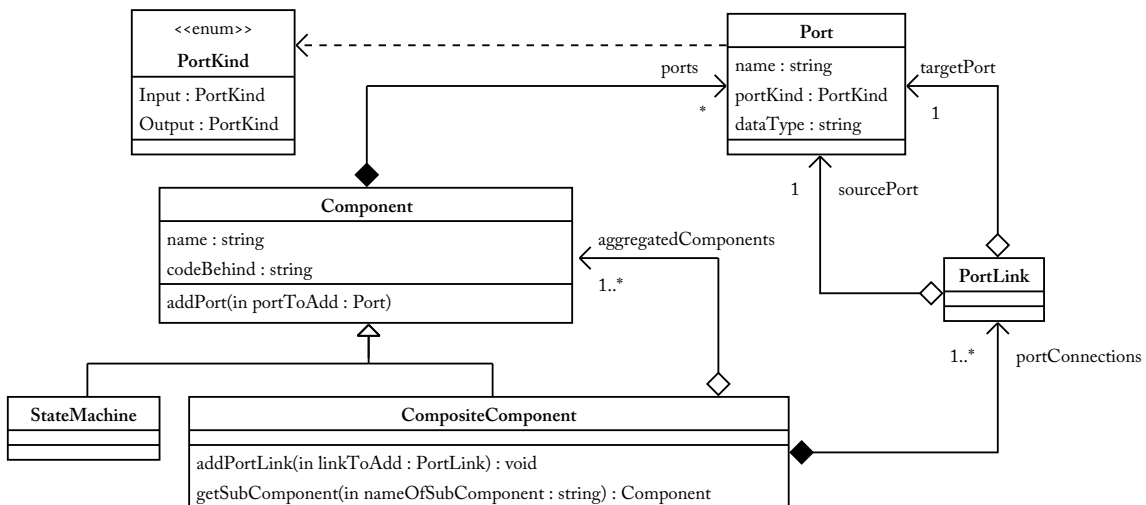 <<enum>>
PortKind
Input : PortKind
Output : PortKind
Port
name : string
portKind : PortKind
dataType : string
ports
*
targetPort
1
1
sourcePort
Component
name : string
codeBehind : string
addPort(in portToAdd : Port)
aggregatedComponents
1..*
PortLink
1..*
portConnections
StateMachine
CompositeComponent
addPortLink(in linkToAdd : PortLink) : void
getSubComponent(in nameOfSubComponent : string) : Component